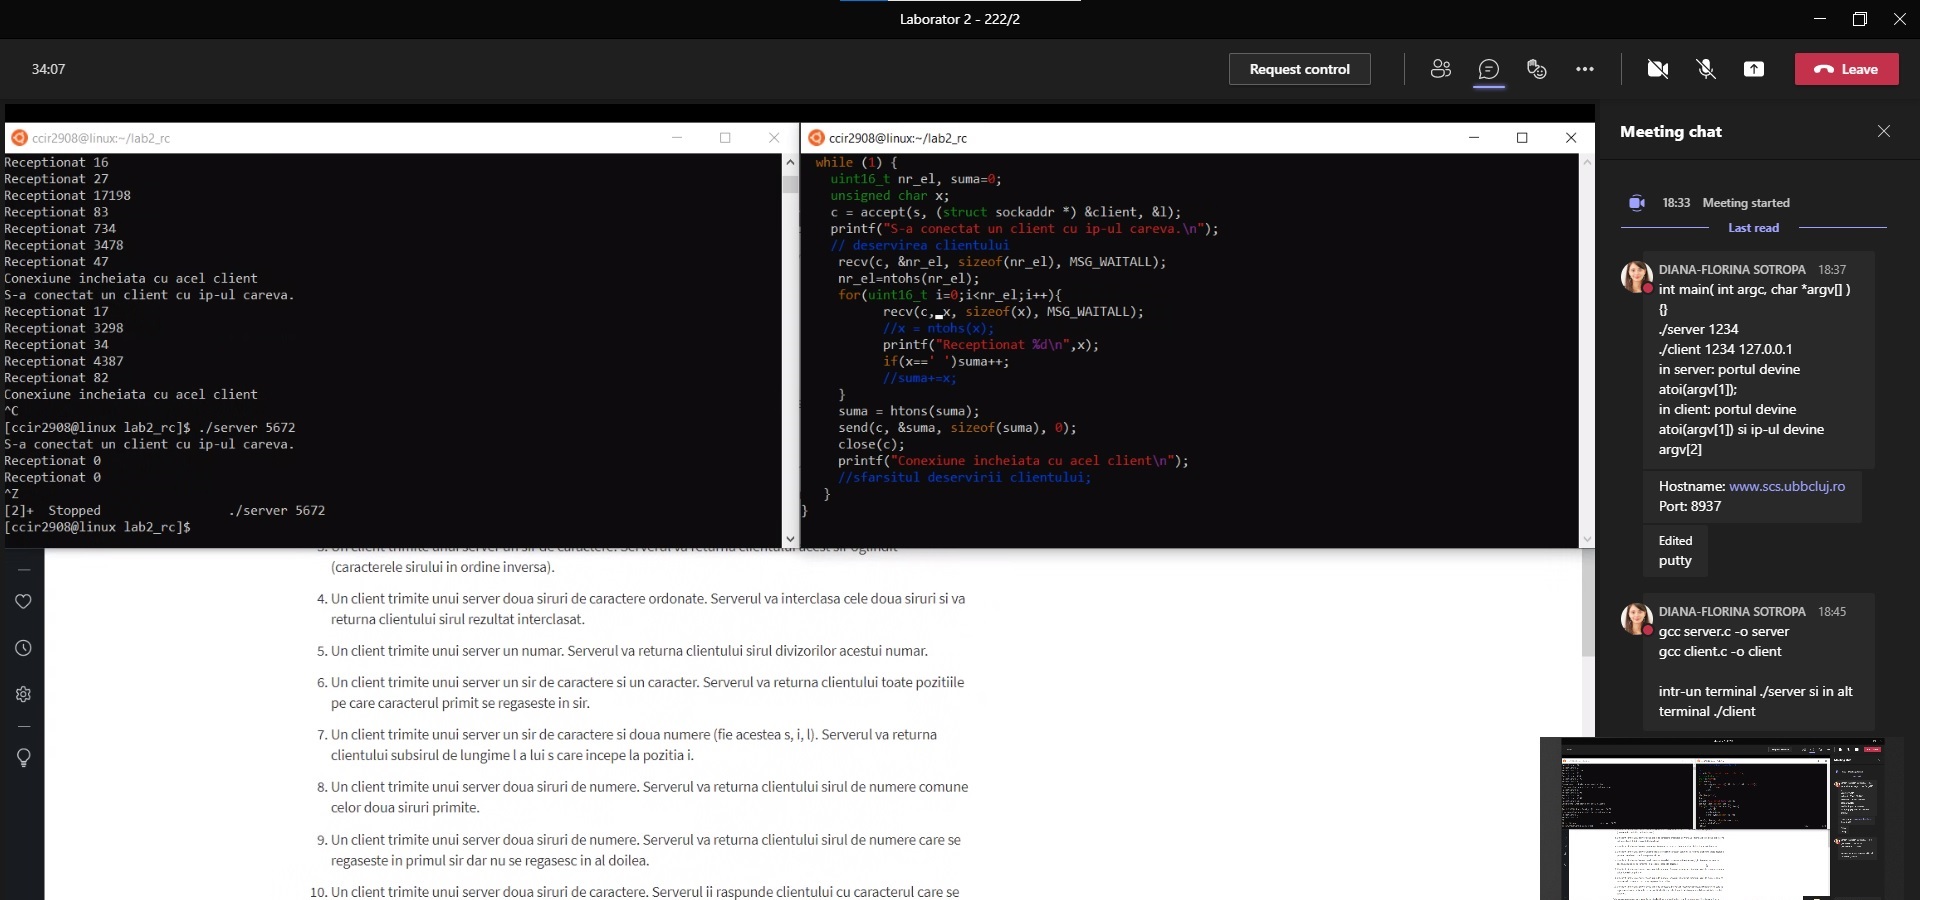 Laborator 2 - 222/2
34:07
Request control
Leave
ccir2908@linux:~/lab2_rc
Receptionat 16
Receptionat 27
Receptionat 17198
Receptionat 83
Receptionat 734
Receptionat 3478
Receptionat 47
Conexiune incheiata cu acel client
S-a conectat un client cu ip-ul careva.
Receptionat 17
Receptionat 3298
Receptionat 34
Receptionat 4387
Receptionat 82
Conexiune incheiata cu acel client
^C
[ccir2908@linux lab2_rc]$ ./server 5672
S-a conectat un client cu ip-ul careva.
Receptionat 0
Receptionat 0
^Z
[2]+  Stopped                 ./server 5672
[ccir2908@linux lab2_rc]$
ccir2908@linux:~/lab2_rc
while (1) {
uint16_t nr_el, suma=0;
unsigned char x;
c = accept(s, (struct sockaddr *) &client, &l);
printf("S-a conectat un client cu ip-ul careva.\n");
// deservirea clientului
recv(c, &nr_el, sizeof(nr_el), MSG_WAITALL);
nr_el=ntohs(nr_el);
for(uint16_t i=0;i<nr_el;i++){
recv(c,_x, sizeof(x), MSG_WAITALL);
//x = ntohs(x);
printf("Receptionat %d\n",x);
if(x==' ')suma++;
//suma+=x;
}
suma = htons(suma);
send(c, &suma, sizeof(suma), 0);
close(c);
printf("Conexiune incheiata cu acel client\n");
//sfarsitul deservirii clientului;
}
}
3. Un client trimite unui server un sir de caractere. Serverul va returna clientului acest sir oglindit
(caracterele sirului in ordine inversa).
4. Un client trimite unui server doua siruri de caractere ordonate. Serverul va interclasa cele doua siruri si va
returna clientului sirul rezultat interclasat.
5. Un client trimite unui server un numar. Serverul va returna clientului sirul divizorilor acestui numar.
6. Un client trimite unui server un sir de caractere si un caracter. Serverul va returna clientului toate pozitiile
pe care caracterul primit se regaseste in sir.
7. Un client trimite unui server un sir de caractere si doua numere (fie acestea s, i, l). Serverul va returna
clientului subsirul de lungime l a lui s care incepe la pozitia i.
8. Un client trimite unui server doua siruri de numere. Serverul va returna clientului sirul de numere comune
celor doua siruri primite.
9. Un client trimite unui server doua siruri de numere. Serverul va returna clientului sirul de numere care se
regaseste in primul sir dar nu se regasesc in al doilea.
10. Un client trimite unui server doua siruri de caractere. Serverul ii raspunde clientului cu caracterul care se
Meeting chat
18:33 Meeting started
Last read
DIANA-FLORINA SOTROPA 18:37
int main( int argc, char *argv[] )
{}
./server 1234
./client 1234 127.0.0.1
in server: portul devine
atoi(argv[1]);
in client: portul devine
atoi(argv[1]) si ip-ul devine
argv[2]
Hostname: www.scs.ubbcluj.ro
Port: 8937
Edited
putty
DIANA-FLORINA SOTROPA 18:45
gcc server.c -o server
gcc client.c -o client
intr-un terminal ./server si in alt
terminal ./client